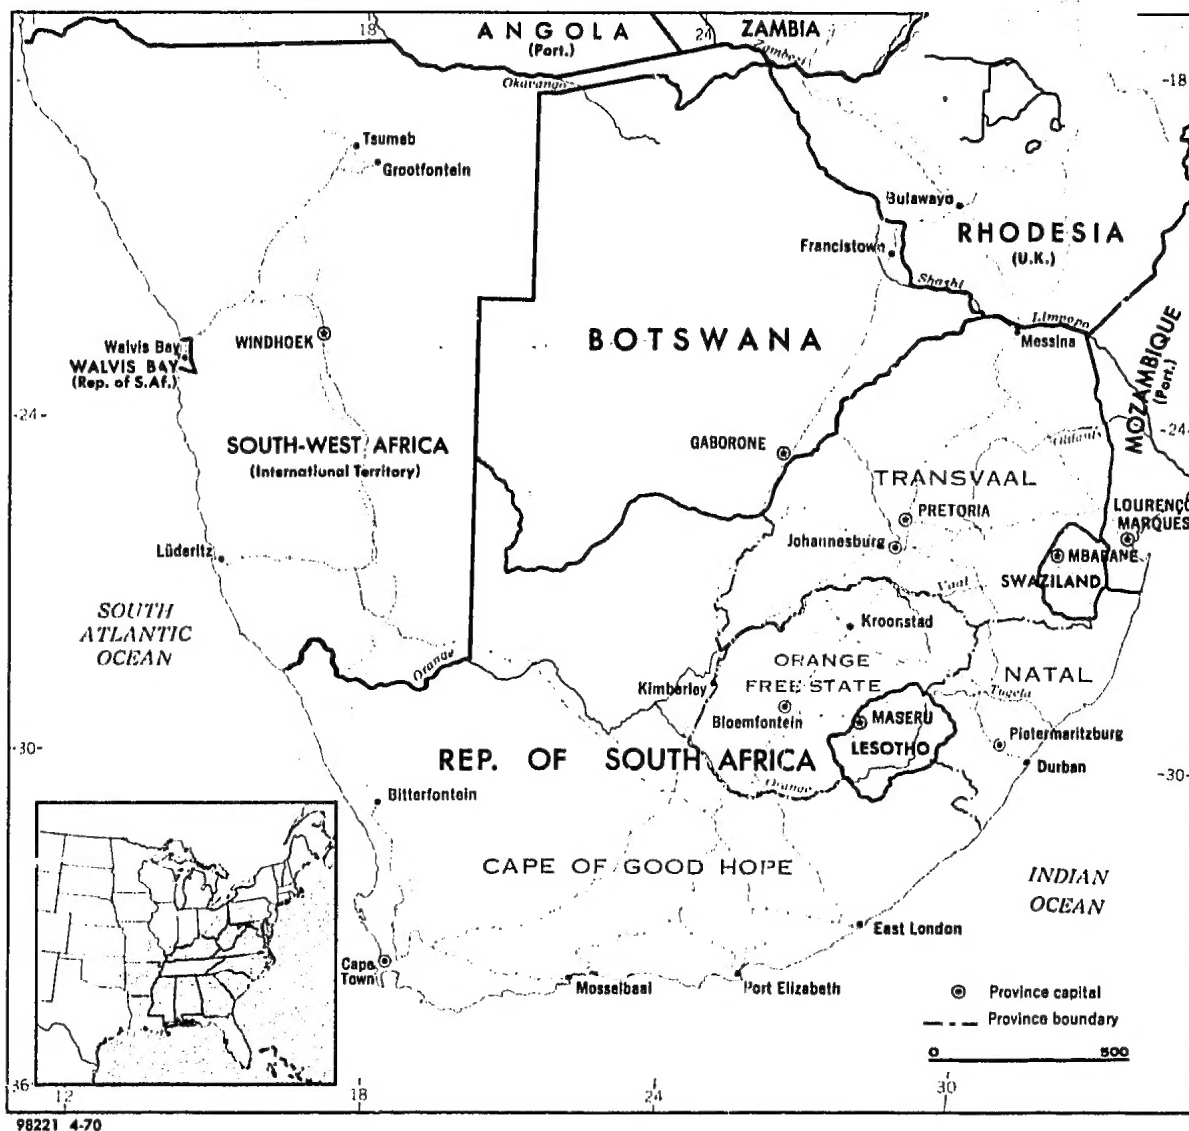 18
ANGOLA
(Port.)
24
ZAMBIA
Zambezi
Okavango
-18
Tsumeb
Grootfontein
Bulawayo
RHODESIA
(U.K.)
Francistown
Shashi
Limpopo
Messina
Walvis Bay
WALVIS BAY
(Rep. of S.Af.)
WINDHOEK
BOTSWANA
MOZAMBIQUE
(Port.)
-24-
-24-
SOUTH-WEST AFRICA
(International Territory)
GABORONE
Olifants
TRANSVAAL
PRETORIA
LOURENÇO
MARQUES
Johannesburg
Lüderitz
MBABANE
SWAZILAND
Vaal
SOUTH
ATLANTIC
OCEAN
Kroonstad
Orange
ORANGE
FREE STATE
NATAL
Kimberley
Tugela
Bloemfontein
MASERU
LESOTHO
Pietermaritzburg
Durban
-30-
REP. OF SOUTH AFRICA
-30-
Orange
Bitterfontein
CAPE OF GOOD HOPE
INDIAN
OCEAN
East London
Cape
Town
Mosselbaai
Port Elizabeth
Province capital
Province boundary
0 500
36
12
18
24
30
98221 4-70